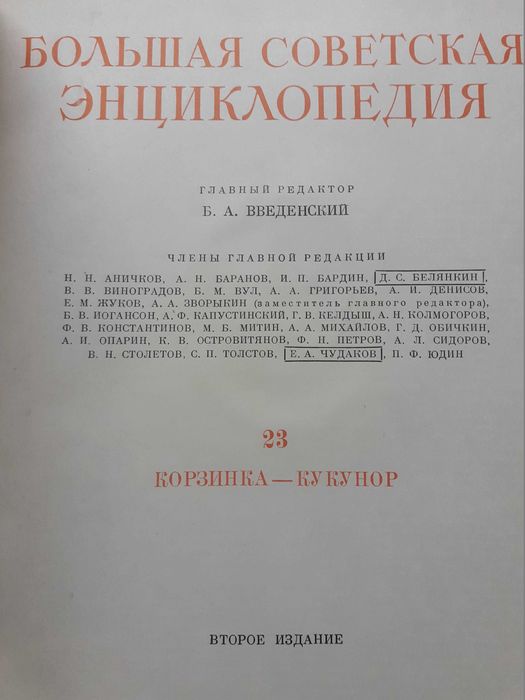 БОЛЬШАЯ СОВЕТСКАЯ
ЭНЦИКЛОПЕДИЯ
ГЛАВНЫЙ РЕДАКТОР
Б. А. ВВЕДЕНСКИЙ
ЧЛЕНЫ ГЛАВНОЙ РЕДАКЦИИ
Н. Н. АНИЧКОВ, А. Н. БАРАНОВ, И. П. БАРДИН, Д. С. БЕЛЯНКИН,
В. В. ВИНОГРАДОВ, Б. М. ВУЛ, А. А. ГРИГОРЬЕВ, А. И. ДЕНИСОВ,
Е. М. ЖУКОВ, А. А. ЗВОРЫКИН (заместитель главного редактора),
Б. В. ИОГАНСОН, А. Ф. КАПУСТИНСКИЙ, Г. В. КЕЛДЫШ, А. Н. КОЛМОГОРОВ,
Ф. В. КОНСТАНТИНОВ, М. Б. МИТИН, А. А. МИХАЙЛОВ, Г. Д. ОБИЧКИН,
А. И. ОПАРИН, К. В. ОСТРОВИТЯНОВ, Ф. Н. ПЕТРОВ, А. Л. СИДОРОВ,
В. Н. СТОЛЕТОВ, С. П. ТОЛСТОВ, Е. А. ЧУДАКОВ, П. Ф. ЮДИН
23
КОРЗИНКА—КУКУНОР
ВТОРОЕ ИЗДАНИЕ